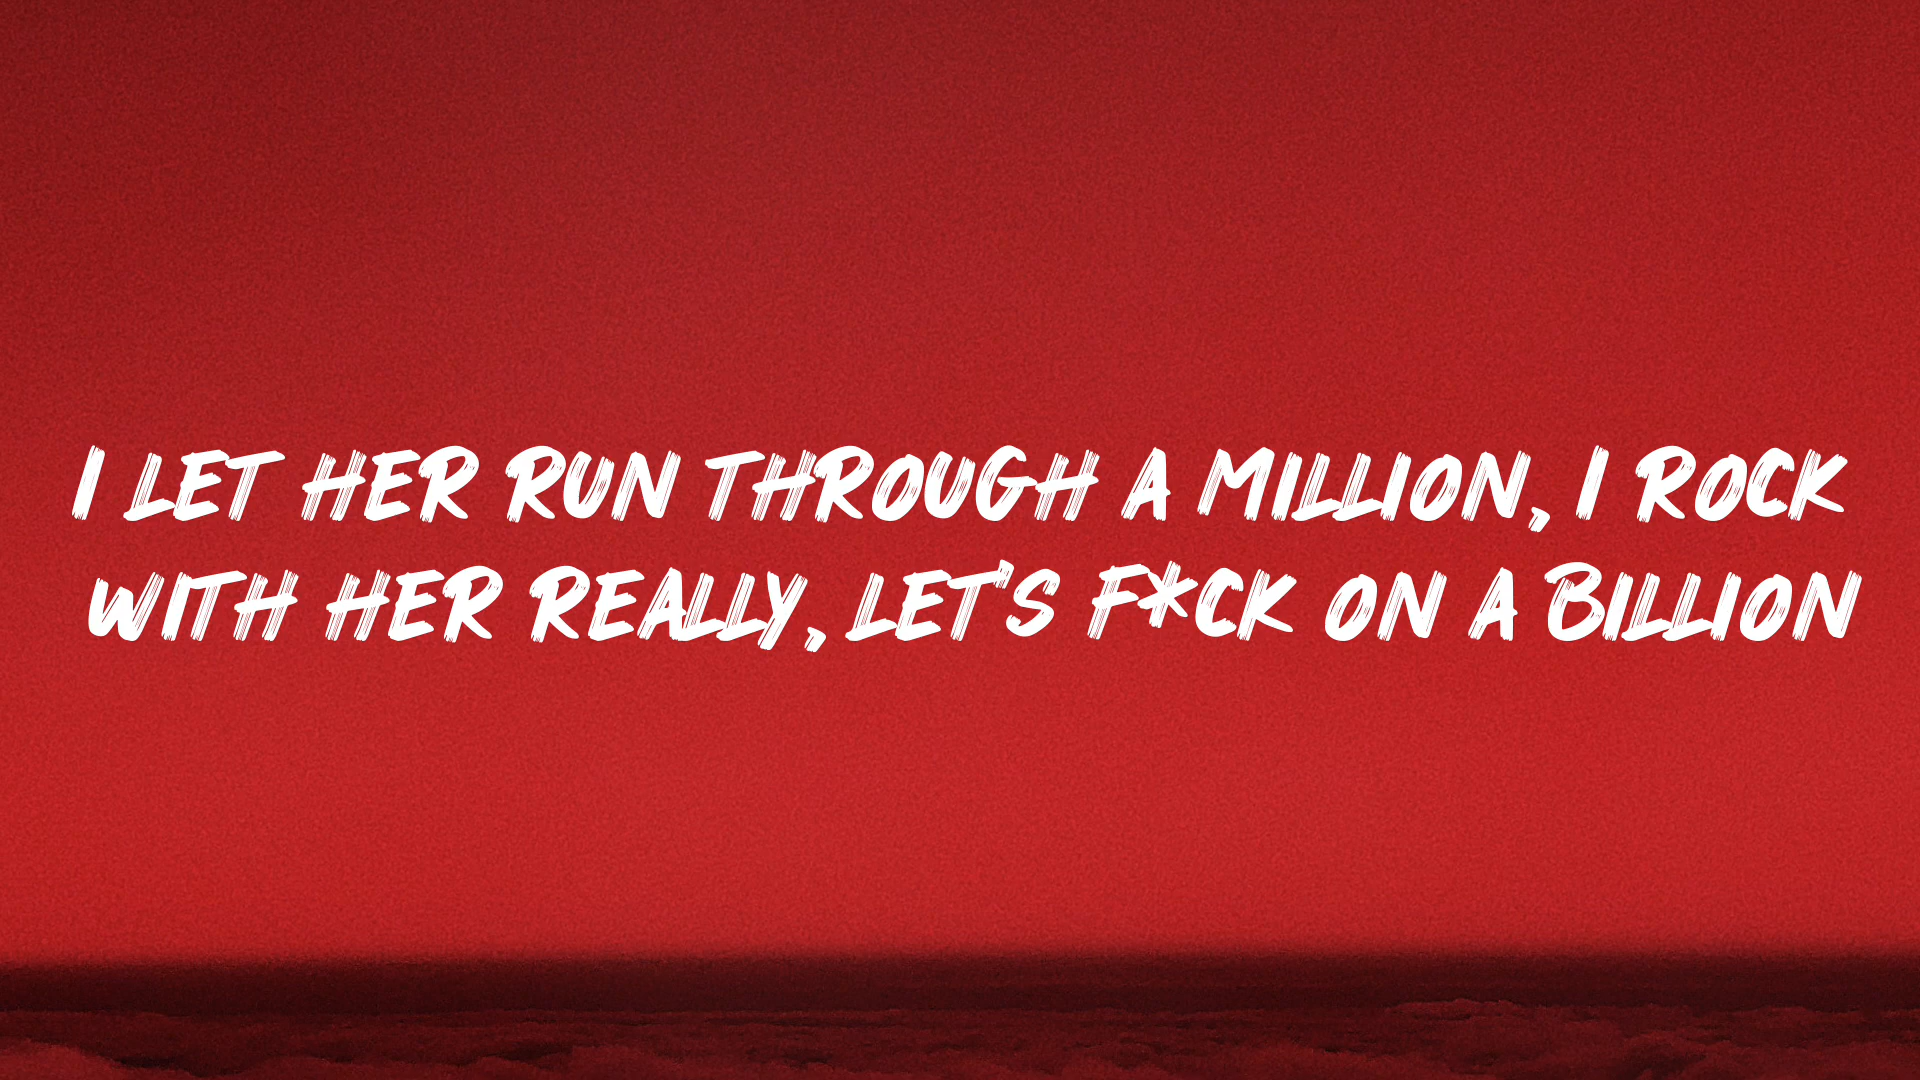 I LET HER RUN THROUGH A MILLION, I ROCK
WITH HER REALLY, LET'S F*CK ON A BILLION